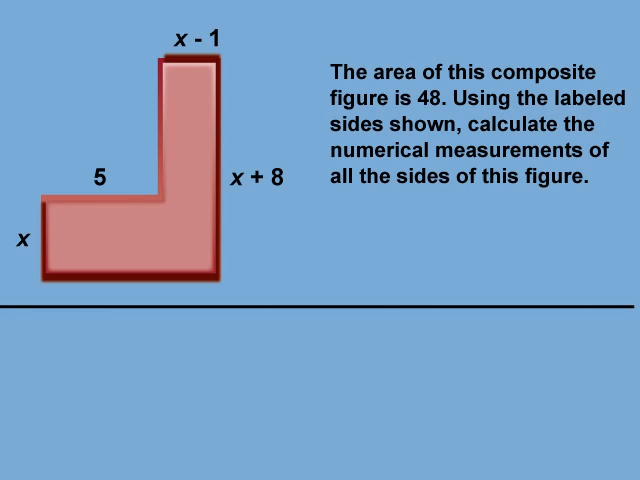 x - 1
The area of this composite
figure is 48. Using the labeled
sides shown, calculate the
numerical measurements of
all the sides of this figure.
5
x + 8
x